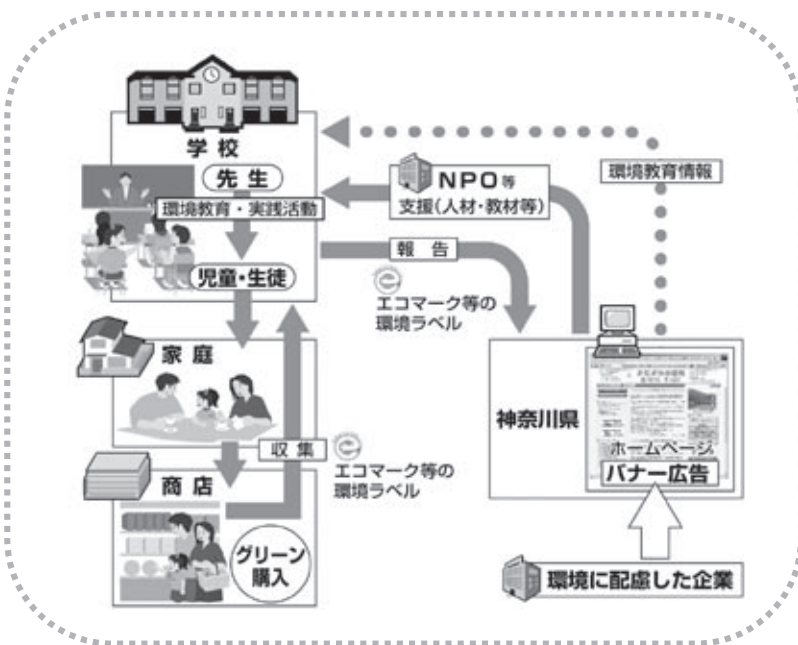 学校
先生
環境教育・実践活動
児童・生徒
家庭
商店
グリーン
購入
収集
エコマーク等の
環境ラベル
NPO等
支援(人材・教材等)
報告
エコマーク等の
環境ラベル
環境教育情報
神奈川県
ホームページ
バナー広告
環境に配慮した企業